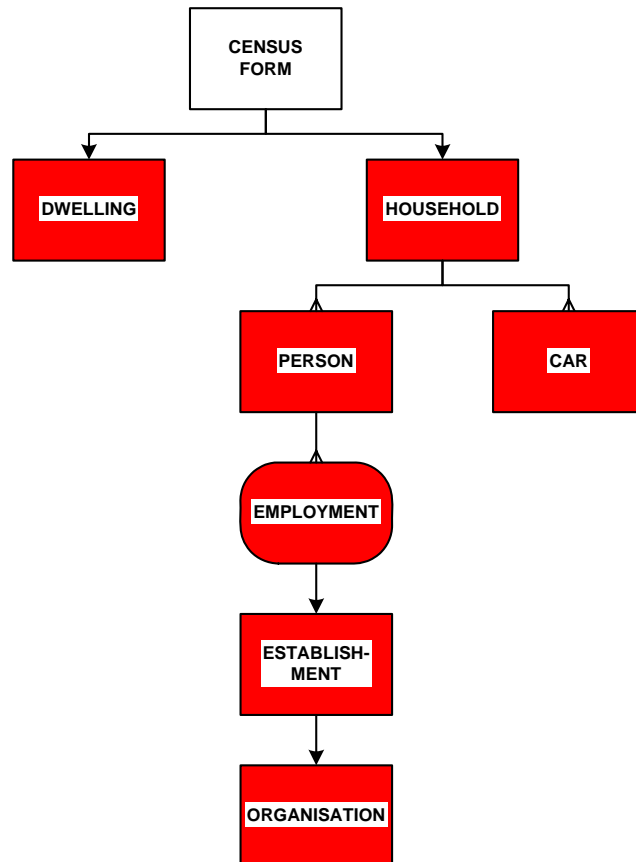 CENSUS
FORM
DWELLING
HOUSEHOLD
PERSON
CAR
EMPLOYMENT
ESTABLISH-
MENT
ORGANISATION